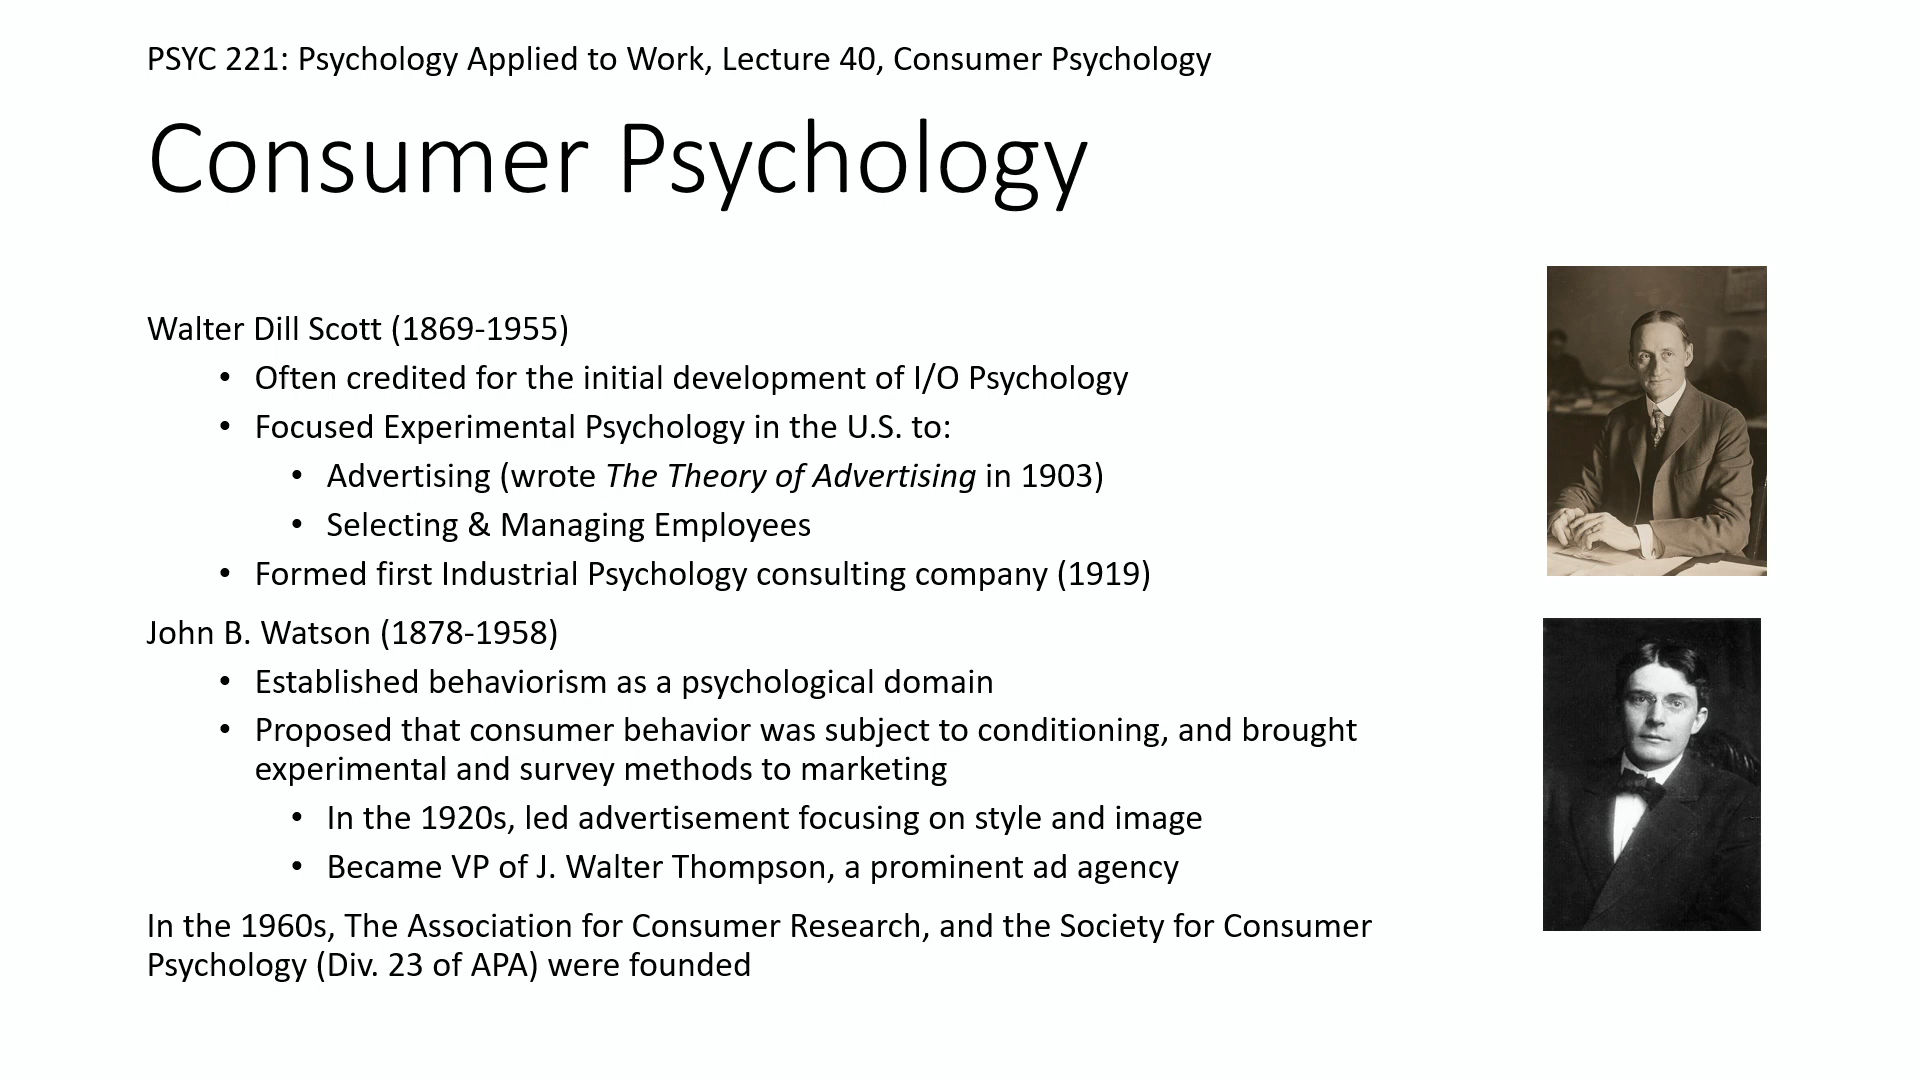 PSYC 221: Psychology Applied to Work, Lecture 40, Consumer Psychology
Consumer Psychology
Walter Dill Scott (1869-1955)
• Often credited for the initial development of I/O Psychology
• Focused Experimental Psychology in the U.S. to:
• Advertising (wrote The Theory of Advertising in 1903)
• Selecting & Managing Employees
• Formed first Industrial Psychology consulting company (1919)
John B. Watson (1878-1958)
• Established behaviorism as a psychological domain
• Proposed that consumer behavior was subject to conditioning, and brought
experimental and survey methods to marketing
• In the 1920s, led advertisement focusing on style and image
• Became VP of J. Walter Thompson, a prominent ad agency
In the 1960s, The Association for Consumer Research, and the Society for Consumer
Psychology (Div. 23 of APA) were founded